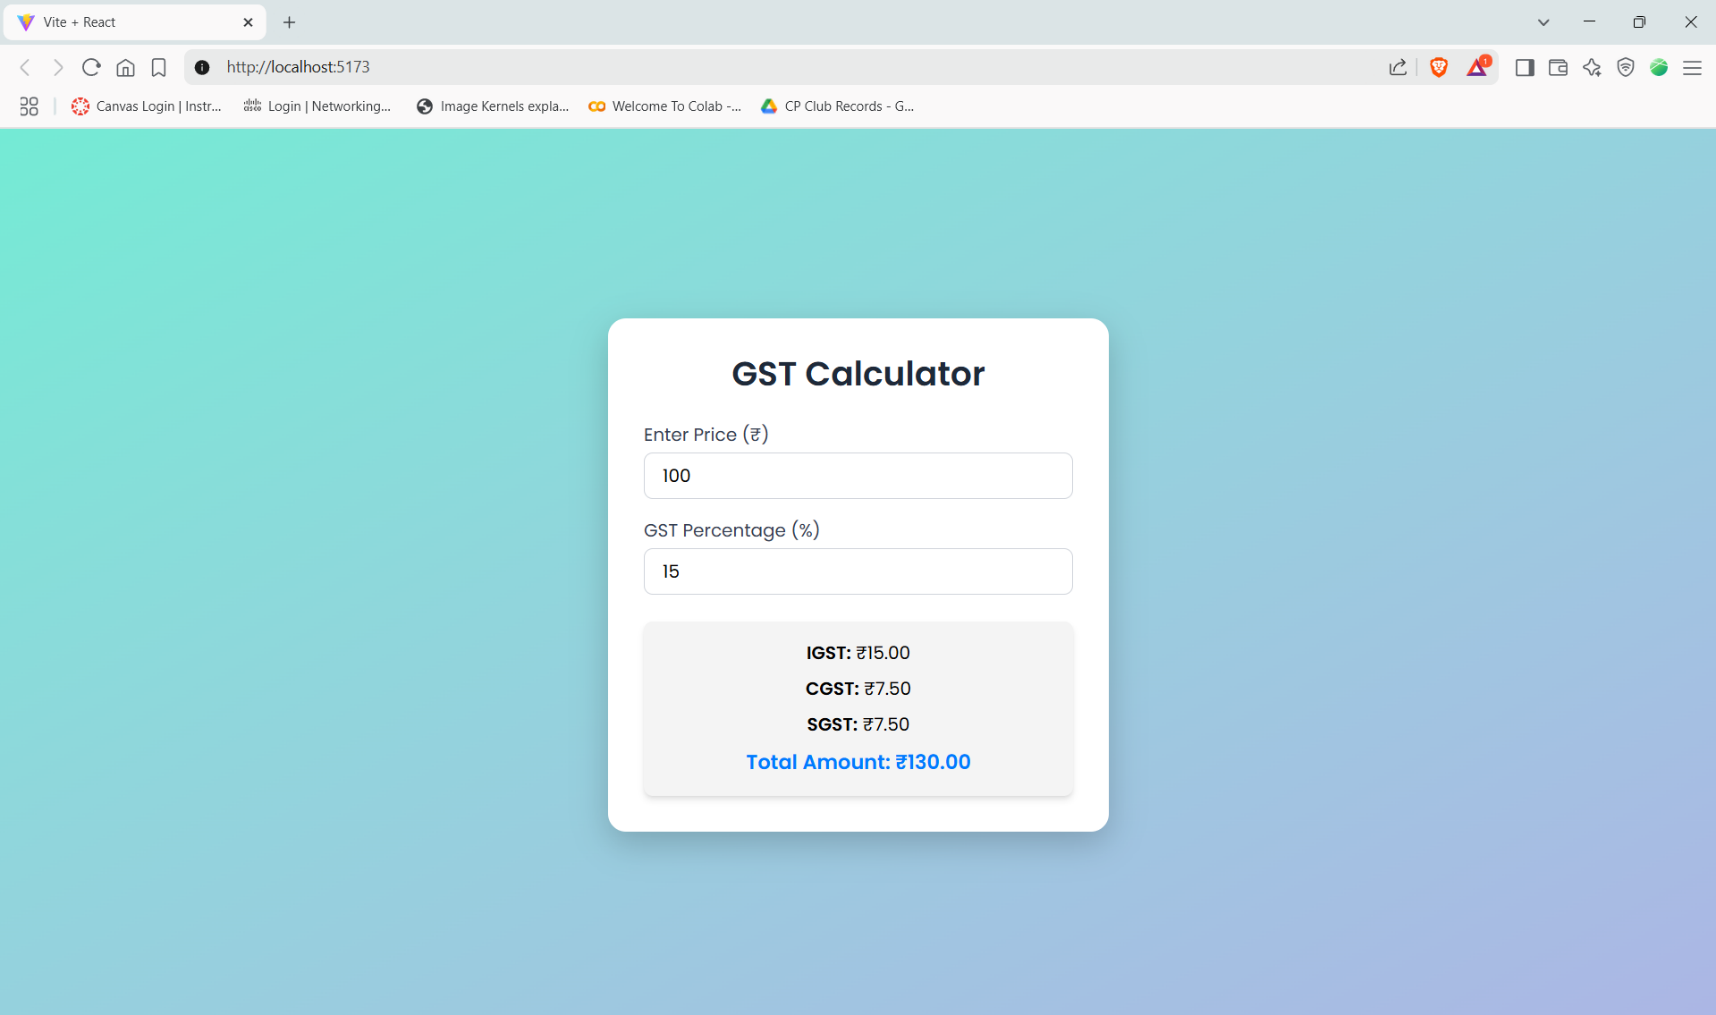 Vite + React
http://localhost:5173
1
Canvas Login | Instr...
Login | Networking...
Image Kernels expla...
Welcome To Colab -...
CP Club Records - G...
GST Calculator
Enter Price (₹)
100
GST Percentage (%)
15
IGST: ₹15.00
CGST: ₹7.50
SGST: ₹7.50
Total Amount: ₹130.00